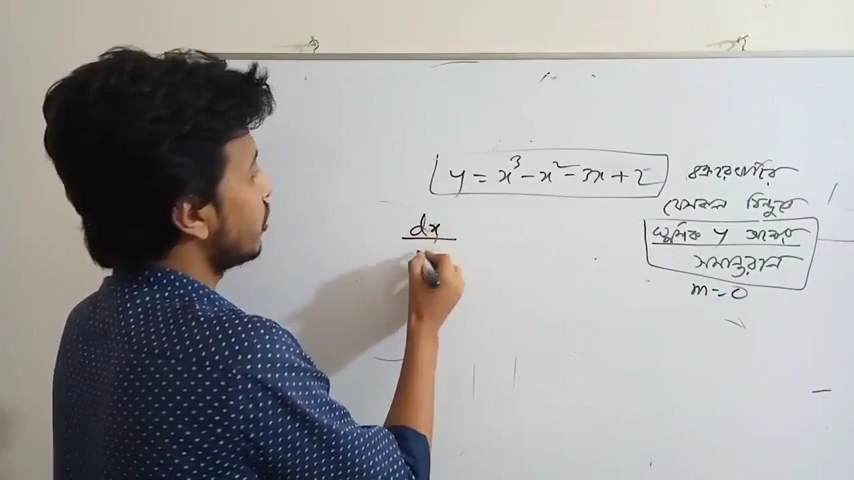 y = x³ - x² - 3x + 2
বক্ররেখাটির
যেসকল বিন্দুতে
স্পর্শক y অক্ষের
সমান্তরাল
m = 0
dx